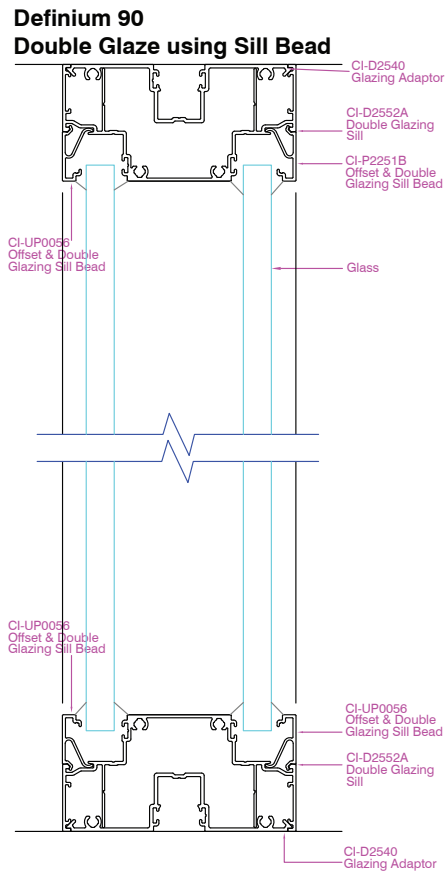 Definium 90
Double Glaze using Sill Bead
CI-D2540
Glazing Adaptor
CI-D2552A
Double Glazing
Sill
CI-P2251B
Offset & Double
Glazing Sill Bead
CI-UP0056
Offset & Double
Glazing Sill Bead
Glass
CI-UP0056
Offset & Double
Glazing Sill Bead
CI-UP0056
Offset & Double
Glazing Sill Bead
CI-D2552A
Double Glazing
Sill
CI-D2540
Glazing Adaptor